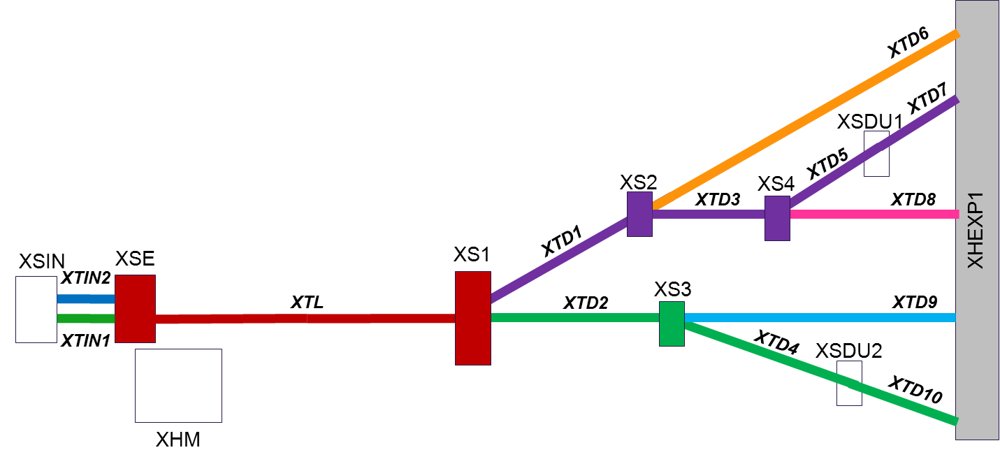 XTD6
XTD7
XSDU1
XTD5
XS2
XS4
XTD3
XTD8
XHEXP1
XTD1
XS1
XSIN
XSE
XTIN2
XTL
XTIN1
XTD2
XS3
XTD9
XTD4
XSDU2
XTD10
XHM